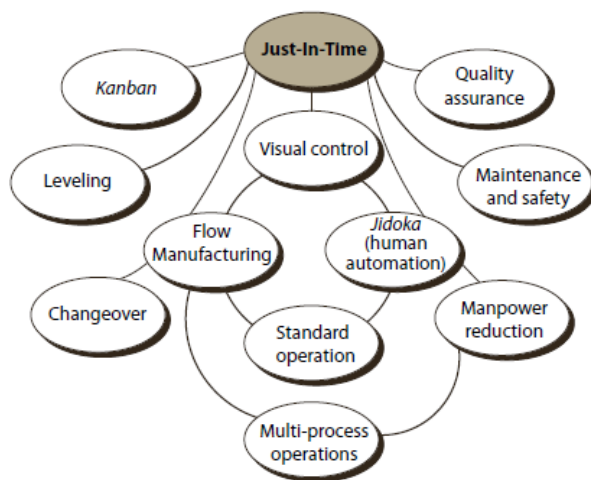 Just-In-Time
Kanban
Quality
assurance
Visual control
Leveling
Maintenance
and safety
Flow
Manufacturing
Jidoka
(human
automation)
Changeover
Manpower
reduction
Standard
operation
Multi-process
operations